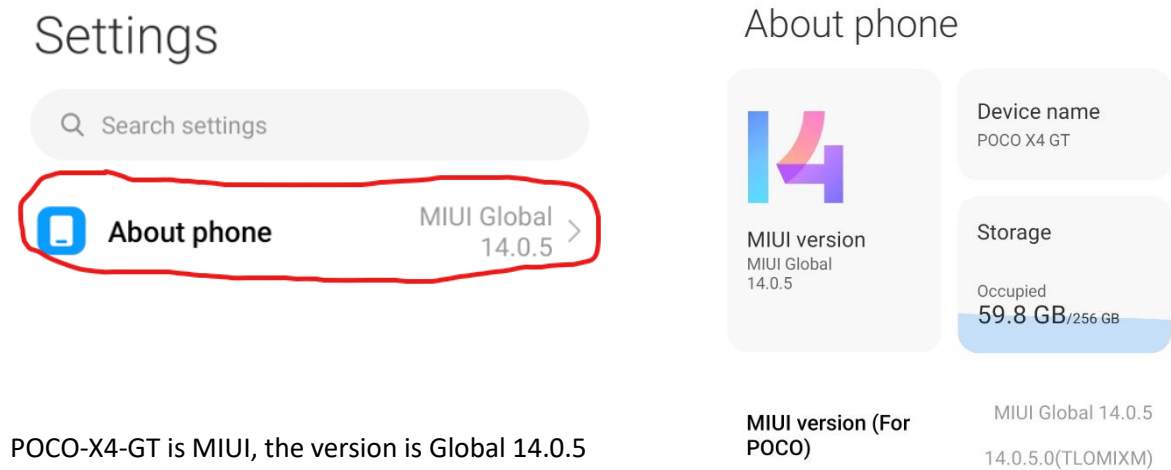 Settings
Search settings
About phone
MIUI Global
14.0.5
POCO-X4-GT is MIUI, the version is Global 14.0.5
About phone
14
MIUI version
MIUI Global
14.0.5
Device name
POCO X4 GT
Storage
Occupied
59.8 GB/256 GB
MIUI version (For
POCO)
MIUI Global 14.0.5
14.0.5.0(TLOMIXM)